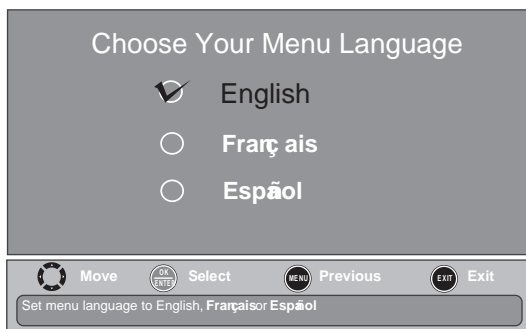 Choose Your Menu Language
English
Français
Español
Move OK ENTER Select MENU Previous EXIT Exit
Set menu language to English, Français or Español